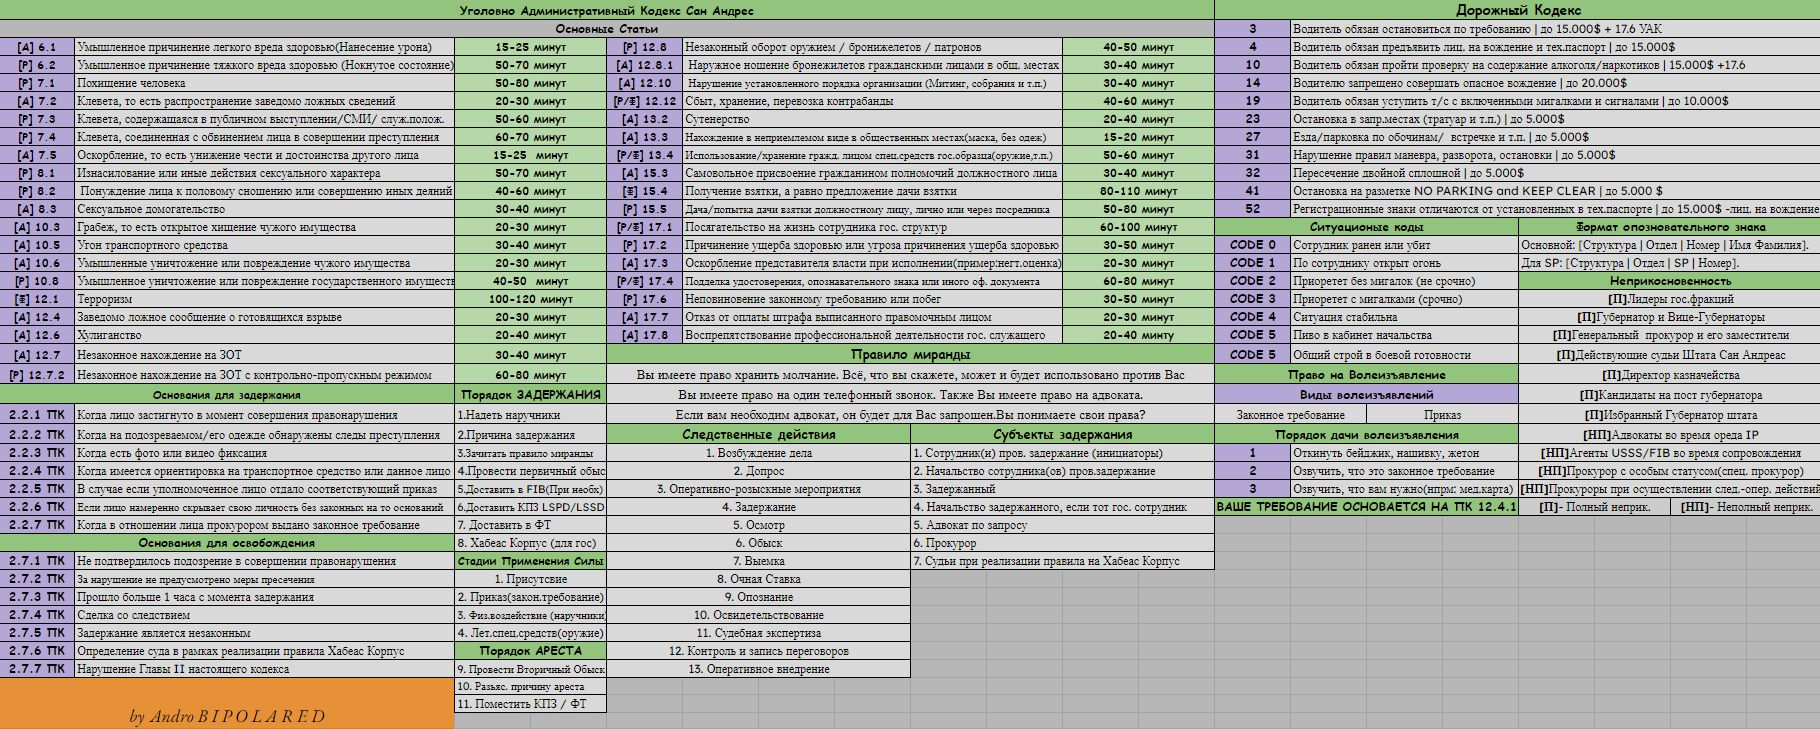 Уголовно Административный Кодекс Сан Андрес
Основные Статьи
[А] 6.1 Умышленное причинение легкого вреда здоровью(Нанесение урона) 15-25 минут
[Р] 6.2 Умышленное причинение тяжкого вреда здоровью (Нокнутое состояние) 50-70 минут
[Р] 7.1 Похищение человека 50-80 минут
[А] 7.2 Клевета, то есть распространение заведомо ложных сведений 20-30 минут
[Р] 7.3 Клевета, содержащаяся в публичном выступлении/СМИ/ служ.полож. 50-60 минут
[Р] 7.4 Клевета, соединенная с обвинением лица в совершении преступления 60-70 минут
[А] 7.5 Оскорбление, то есть унижение чести и достоинства другого лица 15-25 минут
[Р] 8.1 Изнасилование или иные действия сексуального характера 50-70 минут
[Р] 8.2 Понуждение лица к половому сношению или совершению иных деяний 40-60 минут
[А] 8.3 Сексуальное домогательство 30-40 минут
[А] 10.3 Грабеж, то есть открытое хищение чужого имущества 20-30 минут
[А] 10.5 Угон транспортного средства 30-40 минут
[А] 10.6 Умышленные уничтожение или повреждение чужого имущества 20-30 минут
[Р] 10.8 Умышленное уничтожение или повреждение государственного имуществ 40-50 минут
[Ф] 12.1 Терроризм 100-120 минут
[А] 12.4 Заведомо ложное сообщение о готовящихся взрыве 20-30 минут
[А] 12.6 Хулиганство 20-40 минут
[А] 12.7 Незаконное нахождение на ЗОТ 30-40 минут
[Р] 12.7.2 Незаконное нахождение на ЗОТ с контрольно-пропускным режимом 60-80 минут
[Р] 12.8 Незаконный оборот оружием / бронижелетов / патронов 40-50 минут
[А] 12.8.1 Наружное ношение бронежилетов гражданскими лицами в общ. местах 30-40 минут
[А] 12.10 Нарушение установленного порядка организации (Митинг, собрания и т.п.) 30-40 минут
[Р/Ф] 12.12 Сбыт, хранение, перевозка контрабанды 40-60 минут
[А] 13.2 Сутенерство 20-40 минут
[А] 13.3 Нахождение в неприемлемом виде в общественных местах(маска, без одеж) 15-20 минут
[Р/Ф] 13.4 Использование/хранение гражд. лицом спец.средств гос.образца(оружие,т.п.) 50-60 минут
[А] 15.3 Самовольное присвоение гражданином полномочий должностного лица 30-40 минут
[Ф] 15.4 Получение взятки, а равно предложение дачи взятки 80-110 минут
[Р] 15.5 Дача/попытка дачи взятки должностному лицу, лично или через посредника 50-80 минут
[Р/Ф] 17.1 Посягательство на жизнь сотрудника гос. структур 60-100 минут
[Р] 17.2 Причинение ущерба здоровью или угроза причинения ущерба здоровью 30-50 минут
[А] 17.3 Оскорбление представителя власти при исполнении(пример:негт.оценка) 20-30 минут
[Р/Ф] 17.4 Подделка удостоверения, опознавательного знака или иного оф. документа 60-80 минут
[Р] 17.6 Неповиновение законному требованию или побег 30-50 минут
[А] 17.7 Отказ от оплаты штрафа выписанного правомочным лицом 20-30 минут
[А] 17.8 Воспрепятствование профессиональной деятельности гос. служащего 20-40 минту
Правило миранды
Вы имеете право хранить молчание. Всё, что вы скажете, может и будет использовано против Вас
Вы имеете право на один телефонный звонок. Также Вы имеете право на адвоката.
Если вам необходим адвокат, он будет для Вас запрошен.Вы понимаете свои права?
Дорожный Кодекс
3 Водитель обязан остановиться по требованию | до 15.000$ + 17.6 УАК
4 Водитель обязан предъявить лиц. на вождение и тех.паспорт | до 15.000$
10 Водитель обязан пройти проверку на содержание алкоголя/наркотиков | 15.000$ +17.6
14 Водителю запрещено совершать опасное вождение | до 20.000$
19 Водитель обязан уступить т/с с включенными мигалками и сигналами | до 10.000$
23 Остановка в запр.местах (тратуар и т.п.) | до 5.000$
27 Езда/парковка по обочинам/ встречке и т.п. | до 5.000$
31 Нарушение правил маневра, разворота, остановки | до 5.000$
32 Пересечение двойной сплошной | до 5.000$
41 Остановка на разметке NO PARKING and KEEP CLEAR | до 5.000 $
52 Регистрационные знаки отличаются от установленных в тех.паспорте | до 15.000$ -лиц. на вождение
Ситуационые коды
CODE 0 Сотрудник ранен или убит
CODE 1 По сотруднику открыт огонь
CODE 2 Приоретет без мигалок (не срочно)
CODE 3 Приоретет с мигалками (срочно)
CODE 4 Ситуация стабильна
CODE 5 Пиво в кабинет начальства
CODE 5 Общий строй в боевой готовности
Право на Волеизъявление
Виды волеизъявлений
Законное требование Приказ
Порядок дачи волеизъявления
1 Откинуть бейджик, нашивку, жетон
2 Озвучить, что это законное требование
3 Озвучить, что вам нужно(нпрм: мед.карта)
ВАШЕ ТРЕБОВАНИЕ ОСНОВАЕТСЯ НА ПК 12.4.1
Формат опозновательного знака
Основной: [Структура | Отдел | Номер | Имя Фамилия].
Для SP: [Структура | Отдел | SP | Номер].
Неприкосновенность
[П]Лидеры гос.фракций
[П]Губернатор и Вице-Губернаторы
[П]Генеральный прокурор и его заместители
[П]Действующие судьи Штата Сан Андреас
[П]Директор казначейства
[П]Кандидаты на пост губернатора
[П]Избранный Губернатор штата
[НП]Адвокаты во время ореда IP
[НП]Агенты USSS/FIB во время сопровождения
[НП]Прокурор с особым статусом(спец. прокурор)
[НП]Прокуроры при осуществлении след.-опер. действий
[П]- Полный неприк. [НП]- Неполный неприк.
Основания для задержания
2.2.1 ПК Когда лицо застигнуто в момент совершения правонарушения
2.2.2 ПК Когда на подозреваемом/его одежде обнаружены следы преступления
2.2.3 ПК Когда есть фото или видео фиксация
2.2.4 ПК Когда имеется ориентировка на транспортное средство или данное лицо
2.2.5 ПК В случае если уполномоченное лицо отдало соответствующий приказ
2.2.6 ПК Если лицо намеренно скрывает свою личность без законных на то оснований
2.2.7 ПК Когда в отношении лица прокурором выдано законное требование
Основания для освобождения
2.7.1 ПК Не подтвердилось подозрение в совершении правонарушения
2.7.2 ПК За нарушение не предусмотрено меры пресечения
2.7.3 ПК Прошло больше 1 часа с момента задержания
2.7.4 ПК Сделка со следствием
2.7.5 ПК Задержание является незаконным
2.7.6 ПК Определение суда в рамках реализации правила Хабеас Корпус
2.7.7 ПК Нарушение Главы II настоящего кодекса
by Andro BIPOLARED
Порядок ЗАДЕРЖАНИЯ
1.Надеть наручники
2.Причина задержания
3.Зачитать правило миранды
4.Провести первичный обыс
5.Доставить в FIB(При необх)
6.Доставить КПЗ LSPD/LSSD
7. Доставить в ФТ
8. Хабеас Корпус (для гос)
Стадии Применения Силы
1. Присутсвие
2. Приказ(закон.требование)
3. Физ.воздействие (наручники)
4. Лет.спец.средств(оружие)
Порядок АРЕСТА
9. Провести Вторичный Обыск
10. Разъяс. причину ареста
11. Поместить КПЗ / ФТ
Следственные действия
1. Возбуждение дела
2. Допрос
3. Оперативно-розыскные мероприятия
4. Задержание
5. Осмотр
6. Обыск
7. Выемка
8. Очная Ставка
9. Опознание
10. Освидетельствование
11. Судебная экспертиза
12. Контроль и запись переговоров
13. Оперативное внедрение
Субъекты задержания
1. Сотрудник(и) пров. задержание (инициаторы)
2. Начальство сотрудника(ов) пров.задержание
3. Задержанный
4. Начальство задержанного, если тот гос. сотрудник
5. Адвокат по запросу
6. Прокурор
7. Судьи при реализации правила на Хабеас Корпус